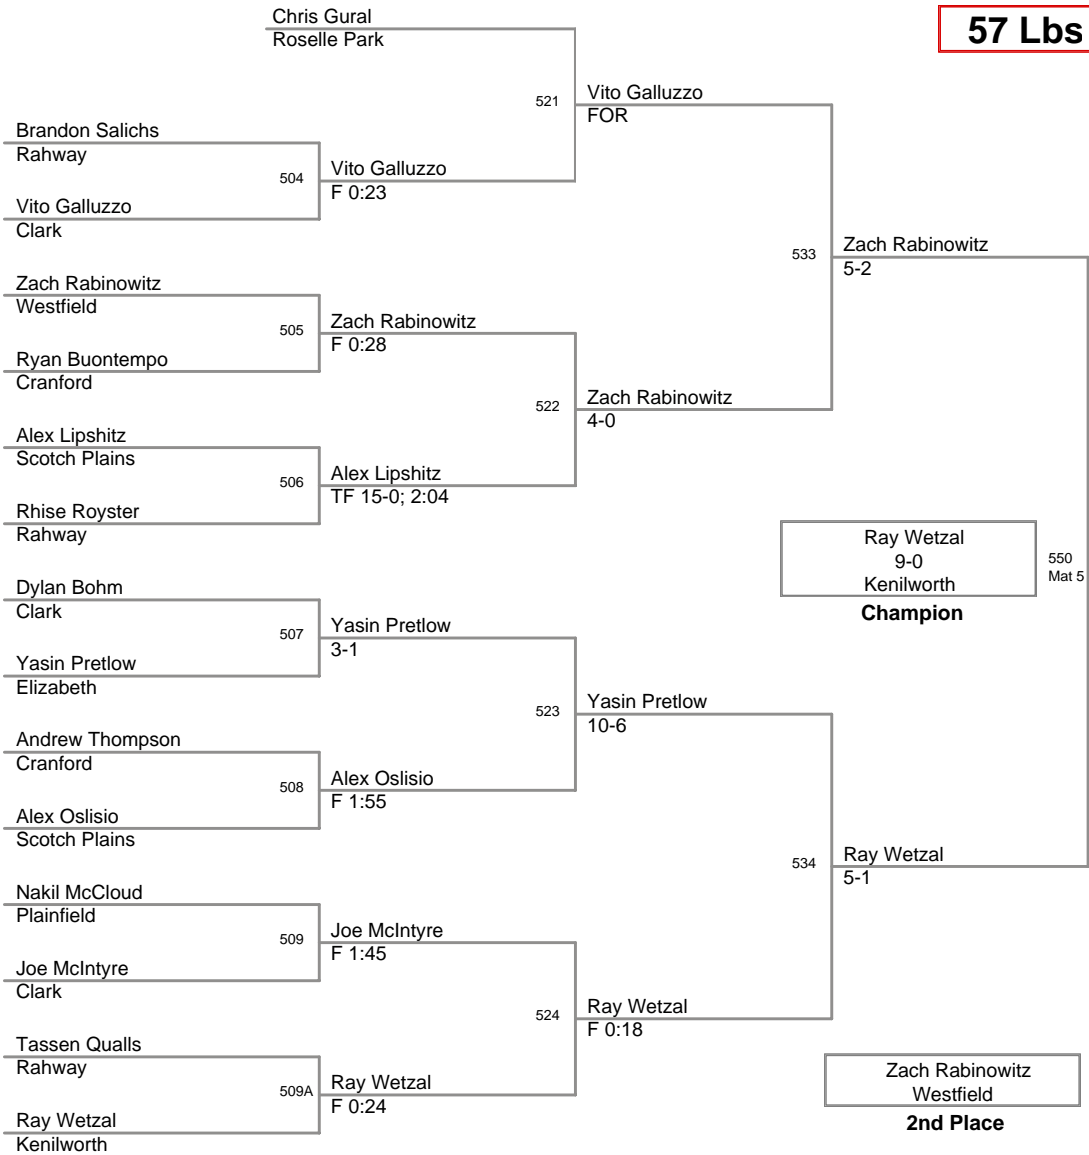 Chris Gural
Roselle Park
57 Lbs
521
Vito Galluzzo
FOR
Brandon Salichs
Rahway
504
Vito Galluzzo
F 0:23
Vito Galluzzo
Clark
533
Zach Rabinowitz
5-2
Zach Rabinowitz
Westfield
505
Zach Rabinowitz
F 0:28
Ryan Buontempo
Cranford
522
Zach Rabinowitz
4-0
Alex Lipshitz
Scotch Plains
506
Alex Lipshitz
TF 15-0; 2:04
Rhise Royster
Rahway
Ray Wetzal
9-0
Kenilworth
Champion
550
Mat 5
Dylan Bohm
Clark
507
Yasin Pretlow
3-1
Yasin Pretlow
Elizabeth
523
Yasin Pretlow
10-6
Andrew Thompson
Cranford
508
Alex Oslisio
F 1:55
Alex Oslisio
Scotch Plains
534
Ray Wetzal
5-1
Nakil McCloud
Plainfield
509
Joe McIntyre
F 1:45
Joe McIntyre
Clark
524
Ray Wetzal
F 0:18
Tassen Qualls
Rahway
509A
Ray Wetzal
F 0:24
Ray Wetzal
Kenilworth
Zach Rabinowitz
Westfield
2nd Place